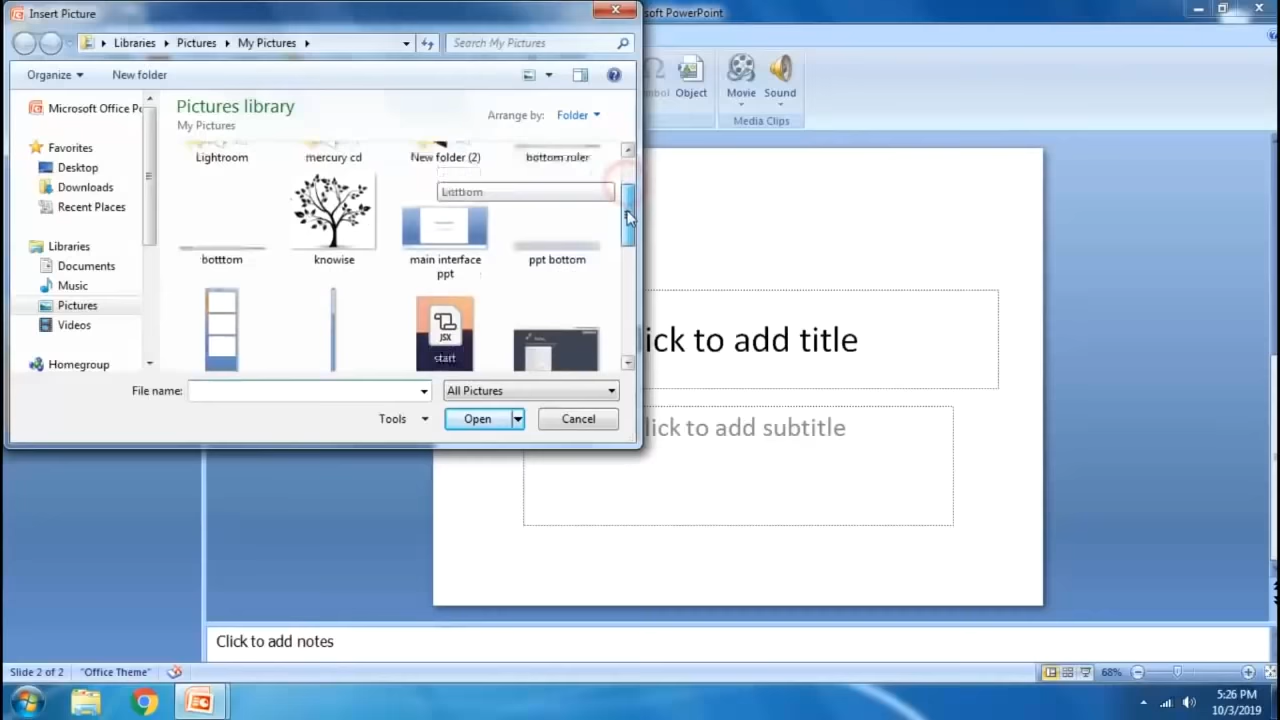 Insert Picture
soft PowerPoint
Libraries
Pictures
My Pictures
Search My Pictures
Organize
New folder
Movie
Sound
Object
Media Clips
Microsoft Office P
Favorites
Desktop
Downloads
Recent Places
Libraries
Documents
Music
Pictures
Videos
Homegroup
Pictures library
My Pictures
Arrange by:
Folder
Lightroom
mercury cd
New folder (2)
bottom ruler
botttom
knowise
main interface
ppt
ppt bottom
JSX
start
File name:
All Pictures
Tools
Open
Cancel
ick to add title
lick to add subtitle
Click to add notes
Slide 2 of 2
"Office Theme"
68%
5:26 PM
10/3/2019